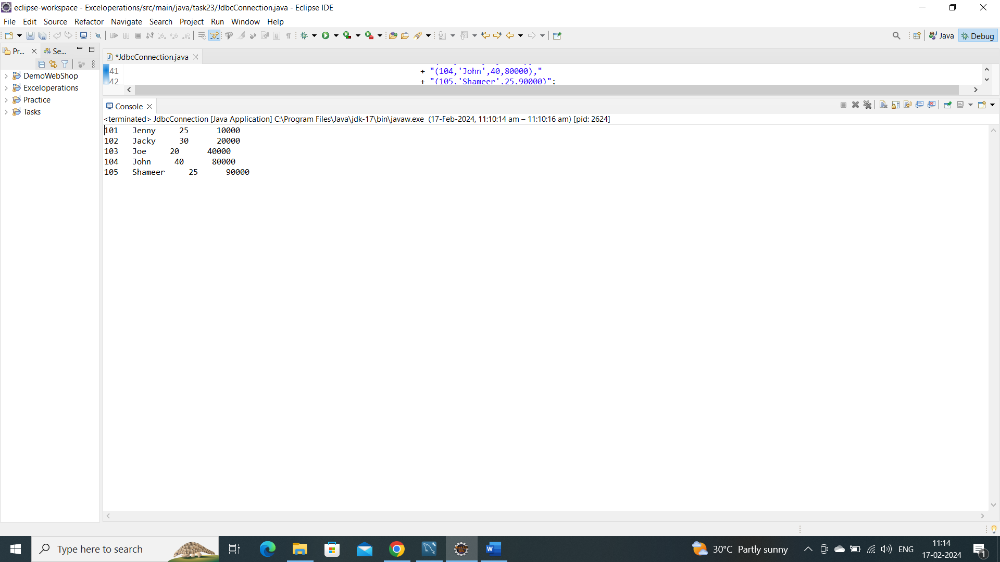 eclipse-workspace - Exceloperations/src/main/java/task23/JdbcConnection.java - Eclipse IDE
File Edit Source Refactor Navigate Search Project Run Window Help
Java Debug
Pr... Se...
*JdbcConnection.java
DemoWebShop
Exceloperations
Practice
Tasks
41 + "(104,'John',40,80000),"
42 + "(105,'Shameer',25,90000)";
Console
<terminated> JdbcConnection [Java Application] C:\Program Files\Java\jdk-17\bin\javaw.exe (17-Feb-2024, 11:10:14 am – 11:10:16 am) [pid: 2624]
101 Jenny 25 10000
102 Jacky 30 20000
103 Joe 20 40000
104 John 40 80000
105 Shameer 25 90000
Type here to search
30°C Partly sunny
ENG
11:14
17-02-2024
1